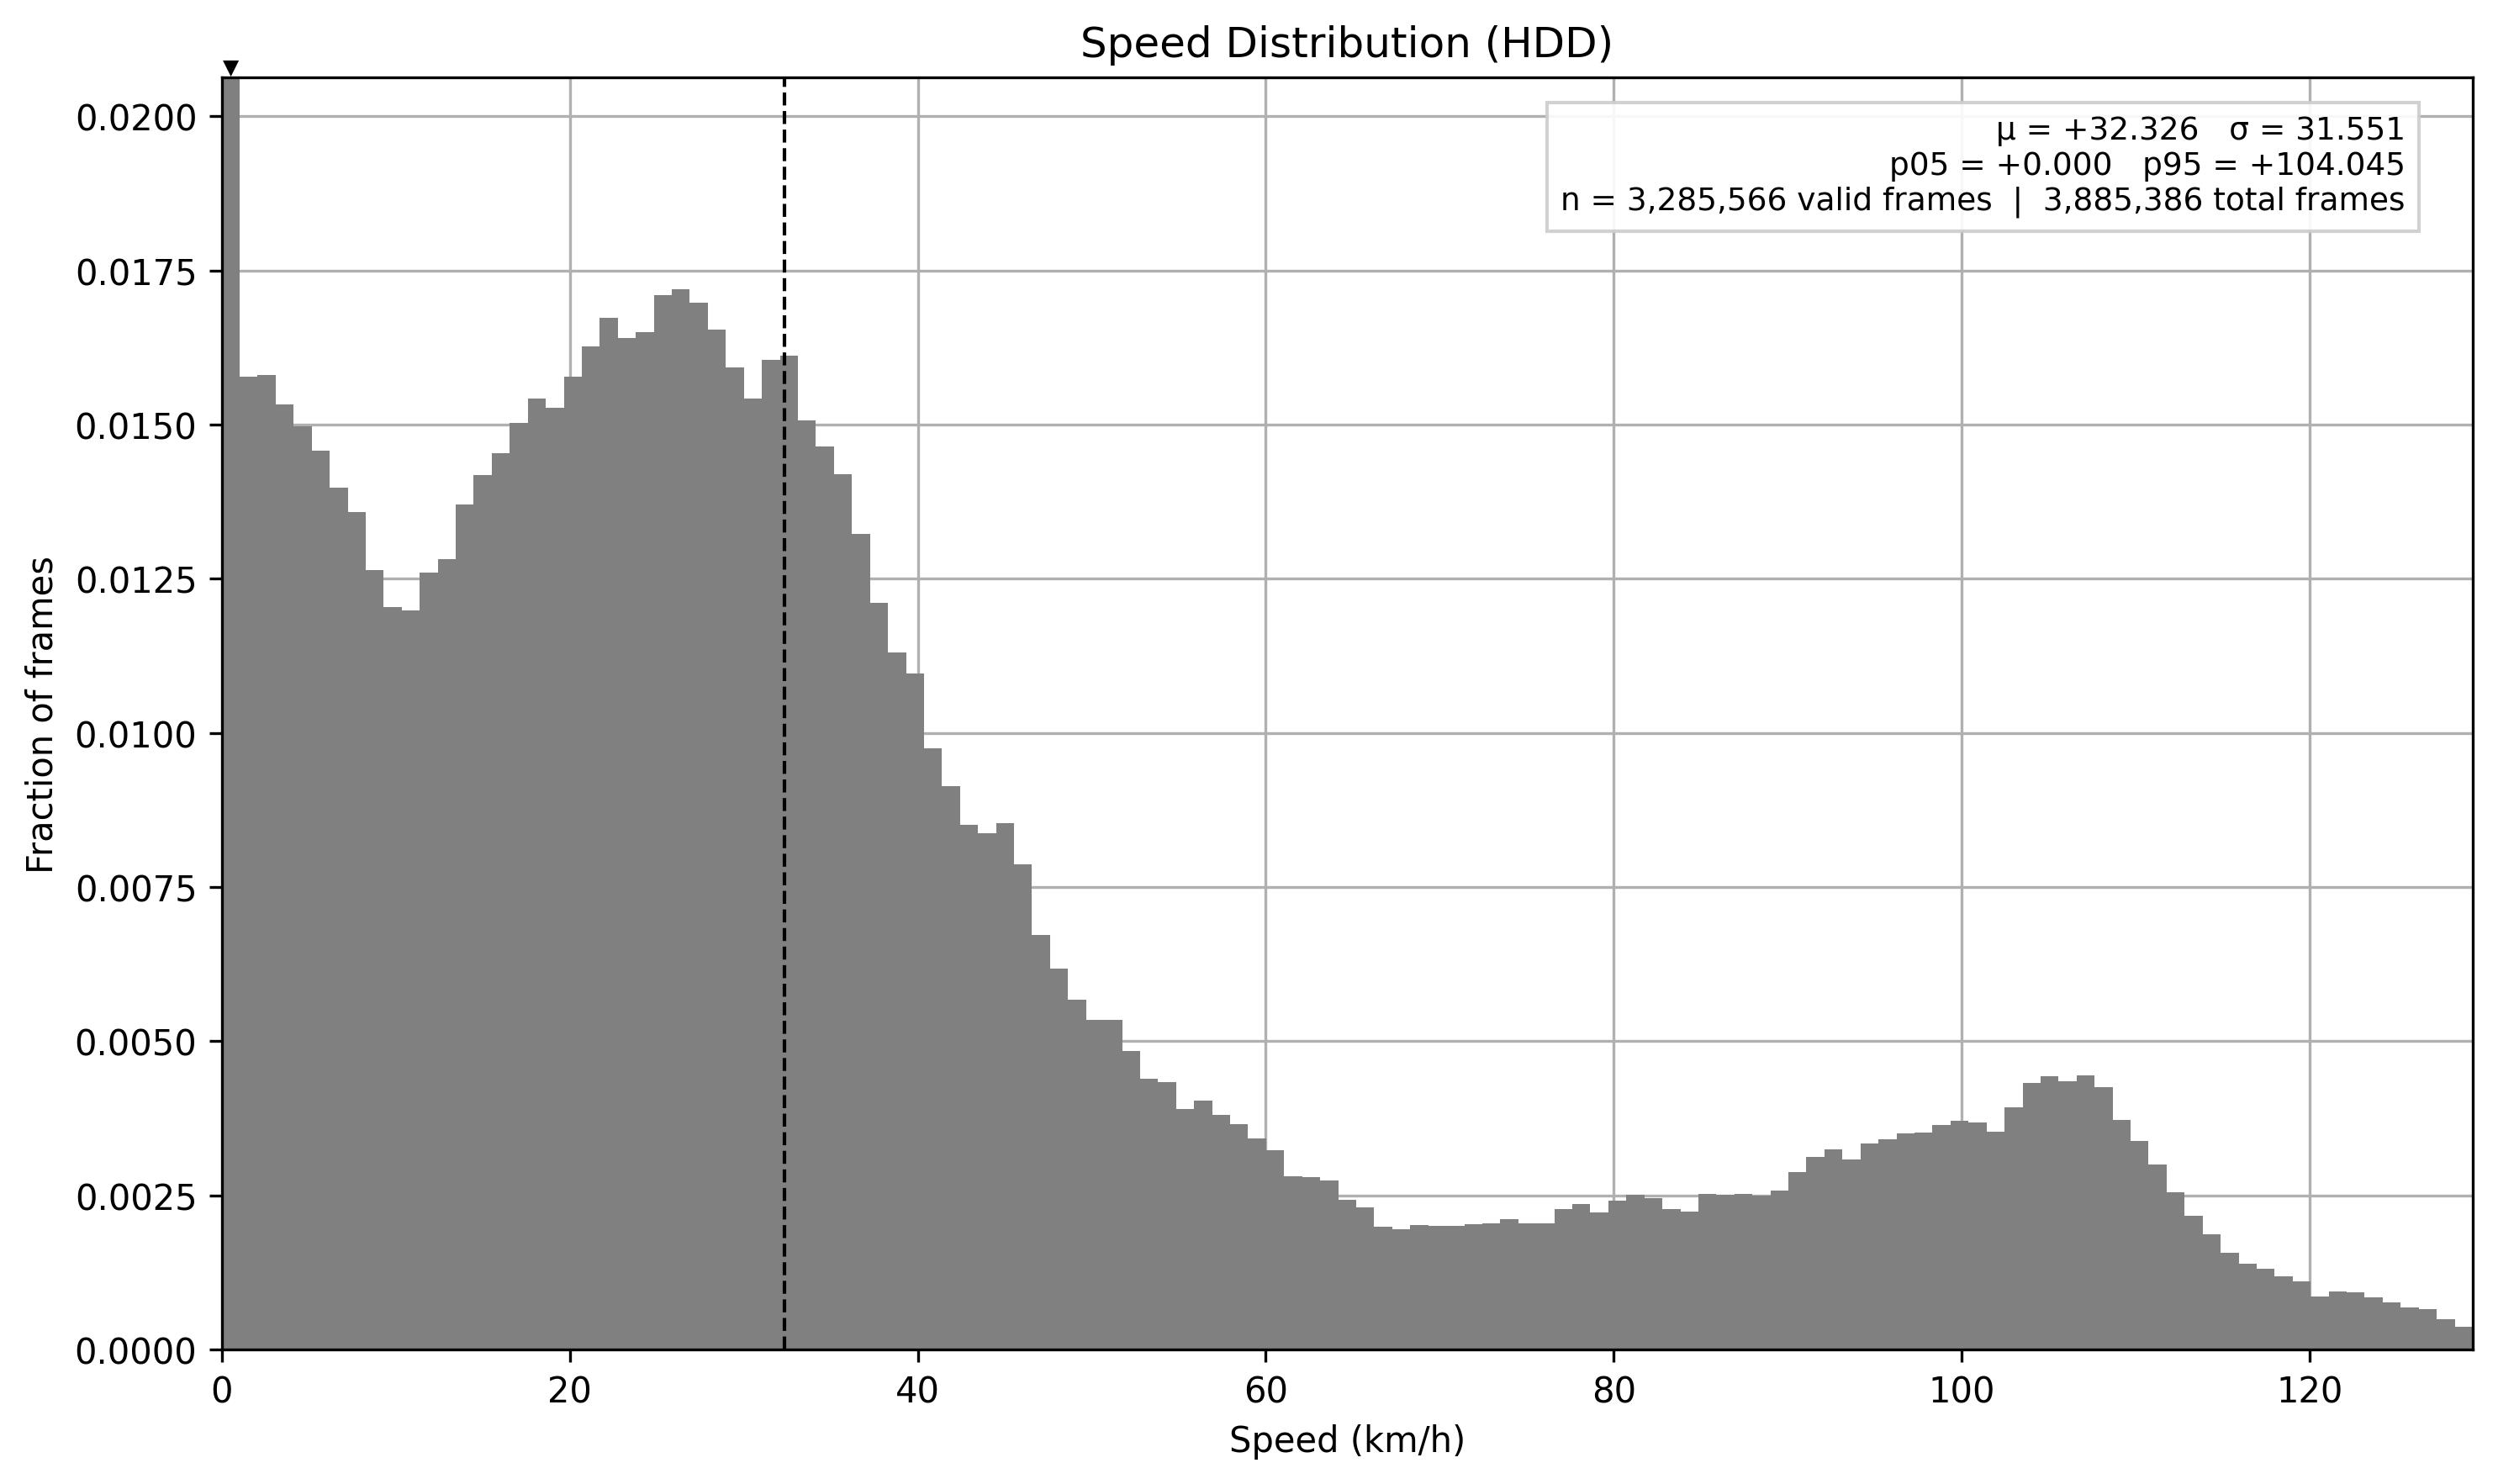 Speed Distribution (HDD)
μ = +32.326   σ = 31.551
p05 = +0.000   p95 = +104.045
n = 3,285,566 valid frames  |  3,885,386 total frames
Fraction of frames
0.0200
0.0175
0.0150
0.0125
0.0100
0.0075
0.0050
0.0025
0.0000
0 20 40 60 80 100 120
Speed (km/h)